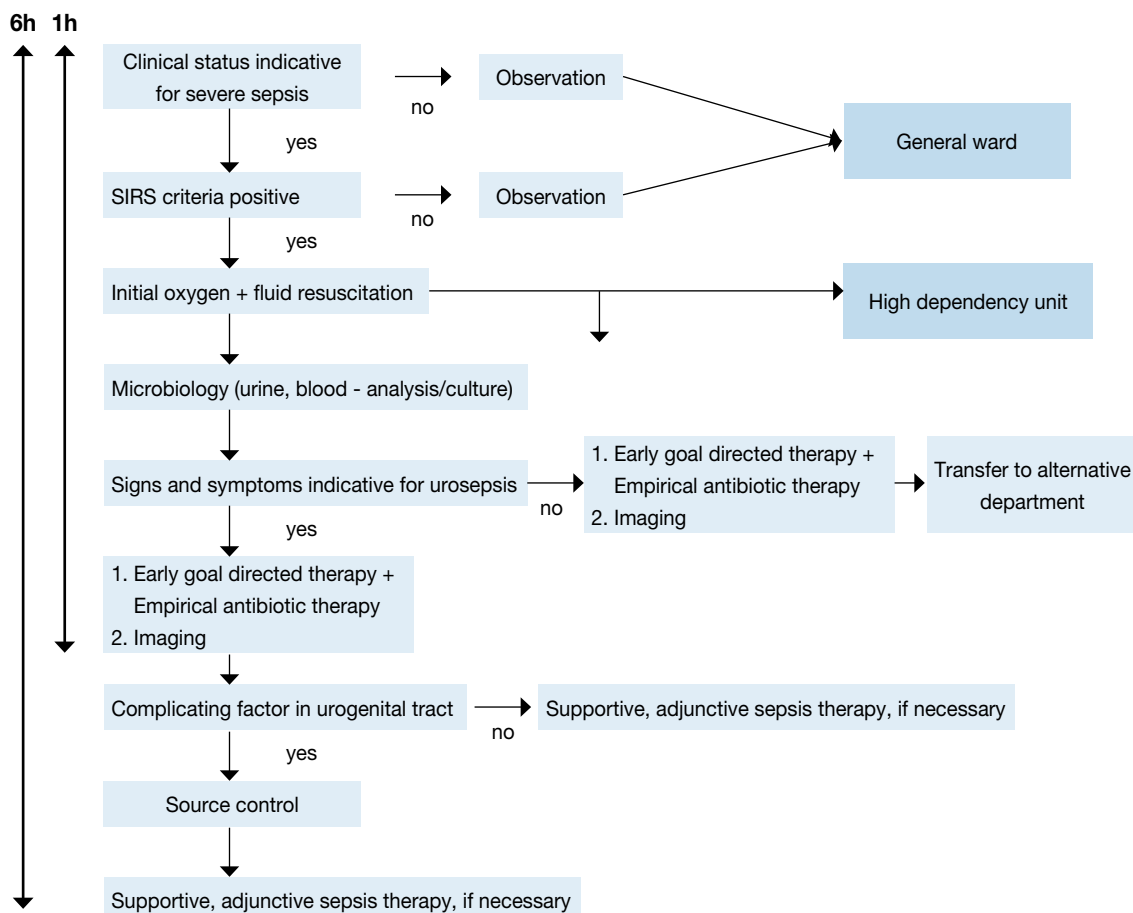 6h 1h
Clinical status indicative
for severe sepsis
no
Observation
General ward
yes
SIRS criteria positive
no
Observation
yes
Initial oxygen + fluid resuscitation
High dependency unit
Microbiology (urine, blood - analysis/culture)
Signs and symptoms indicative for urosepsis
no
1. Early goal directed therapy +
Empirical antibiotic therapy
2. Imaging
Transfer to alternative
department
yes
1. Early goal directed therapy +
Empirical antibiotic therapy
2. Imaging
Complicating factor in urogenital tract
no
Supportive, adjunctive sepsis therapy, if necessary
yes
Source control
Supportive, adjunctive sepsis therapy, if necessary